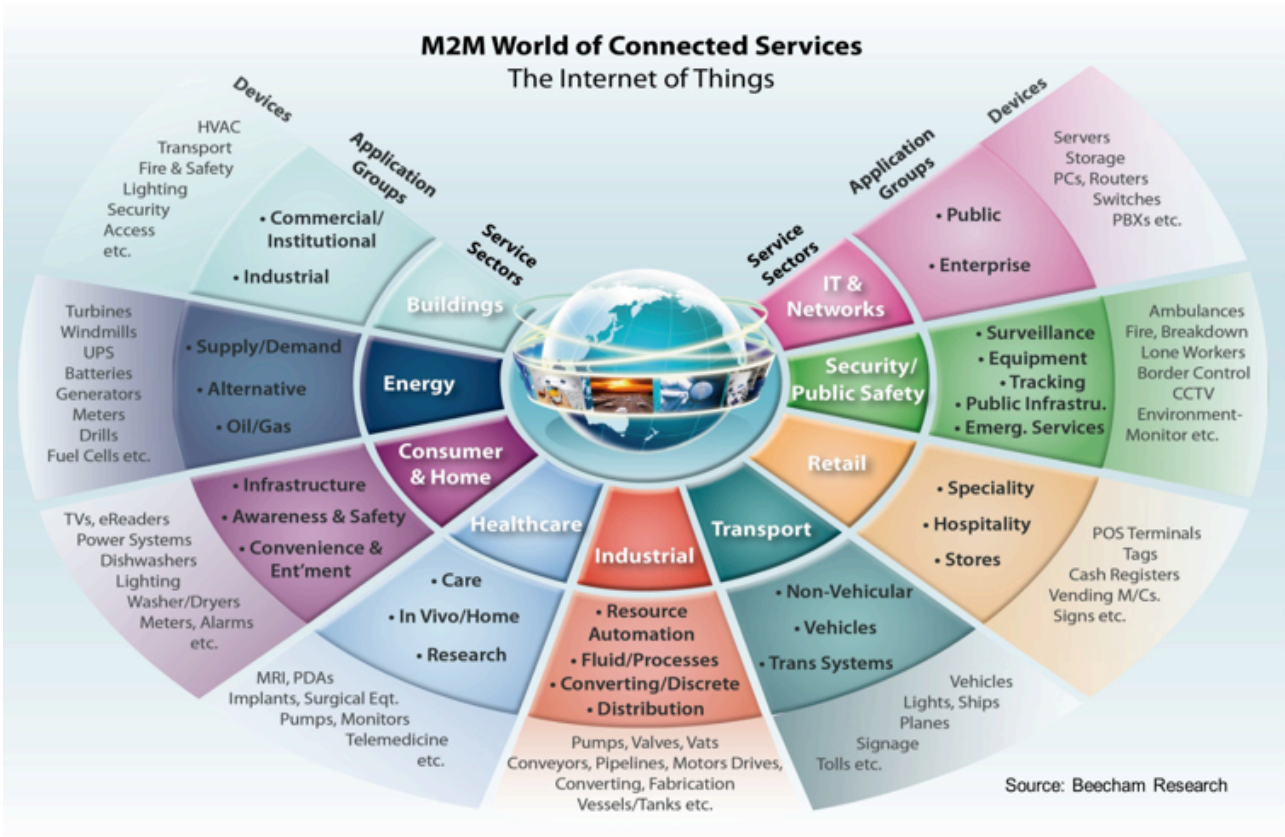 M2M World of Connected Services
The Internet of Things
Devices
Application
Groups
Service
Sectors
HVAC
Transport
Fire & Safety
Lighting
Security
Access
etc.
• Commercial/
Institutional
• Industrial
Buildings
Turbines
Windmills
UPS
Batteries
Generators
Meters
Drills
Fuel Cells etc.
• Supply/Demand
• Alternative
• Oil/Gas
Energy
TVs, eReaders
Power Systems
Dishwashers
Lighting
Washer/Dryers
Meters, Alarms
etc.
• Infrastructure
• Awareness & Safety
• Convenience &
Ent'ment
Consumer
& Home
MRI, PDAs
Implants, Surgical Eqt.
Pumps, Monitors
Telemedicine
etc.
• Care
• In Vivo/Home
• Research
Healthcare
Industrial
• Resource
Automation
• Fluid/Processes
• Converting/Discrete
• Distribution
Pumps, Valves, Vats
Conveyors, Pipelines, Motors Drives,
Converting, Fabrication
Vessels/Tanks etc.
Transport
• Non-Vehicular
• Vehicles
• Trans Systems
Vehicles
Lights, Ships
Planes
Signage
Tolls etc.
Retail
• Speciality
• Hospitality
• Stores
POS Terminals
Tags
Cash Registers
Vending M/Cs.
Signs etc.
Security/
Public Safety
• Surveillance
• Equipment
• Tracking
• Public Infrastru.
• Emerg. Services
Ambulances
Fire, Breakdown
Lone Workers
Border Control
CCTV
Environment-
Monitor etc.
IT &
Networks
• Public
• Enterprise
Servers
Storage
PCs, Routers
Switches
PBXs etc.
Service
Sectors
Application
Groups
Devices
Source: Beecham Research